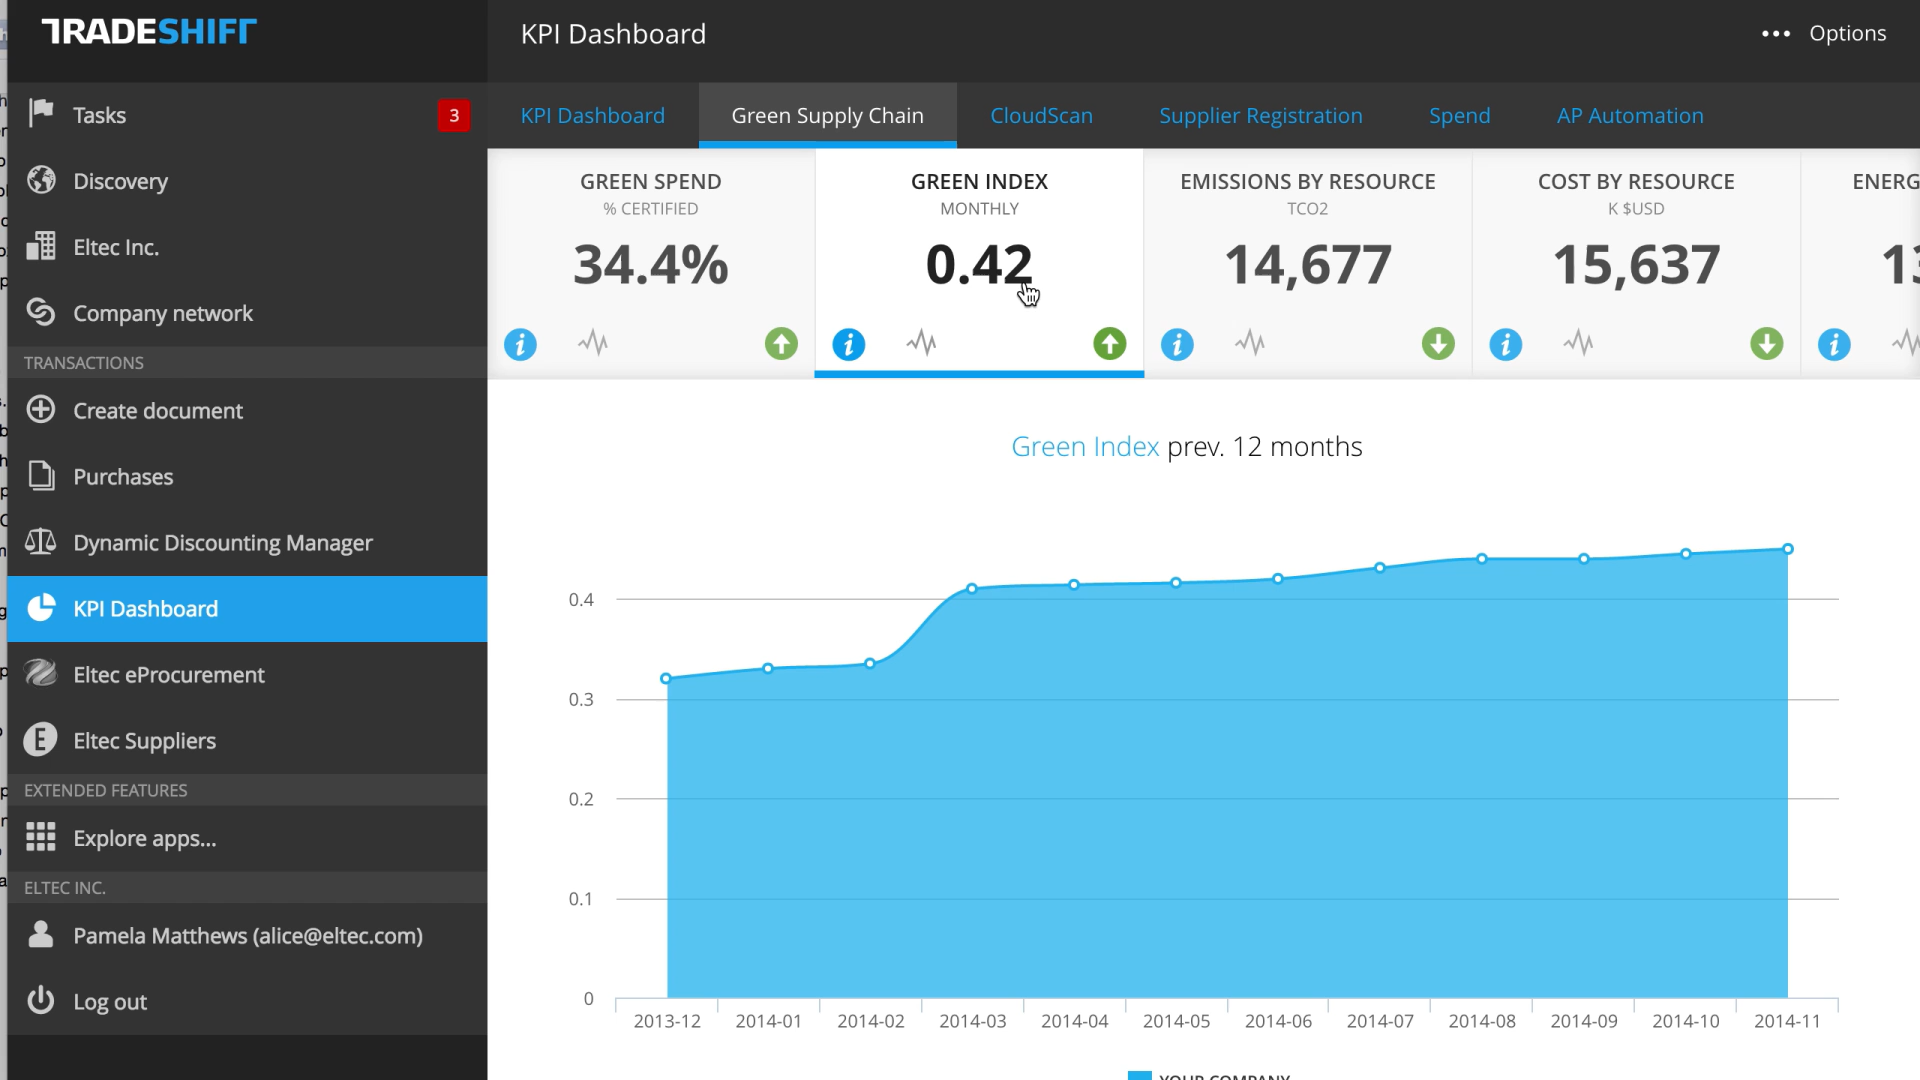 TRADESHIFT
KPI Dashboard
Options
Tasks
3
Discovery
Eltec Inc.
Company network
TRANSACTIONS
Create document
Purchases
Dynamic Discounting Manager
KPI Dashboard
Eltec eProcurement
Eltec Suppliers
EXTENDED FEATURES
Explore apps...
ELTEC INC.
Pamela Matthews (alice@eltec.com)
Log out
KPI Dashboard
Green Supply Chain
CloudScan
Supplier Registration
Spend
AP Automation
GREEN SPEND
% CERTIFIED
34.4%
GREEN INDEX
MONTHLY
0.42
EMISSIONS BY RESOURCE
TCO2
14,677
COST BY RESOURCE
K $USD
15,637
Green Index prev. 12 months
0.4
0.3
0.2
0.1
0
2013-12 2014-01 2014-02 2014-03 2014-04 2014-05 2014-06 2014-07 2014-08 2014-09 2014-10 2014-11
YOUR COMPANY